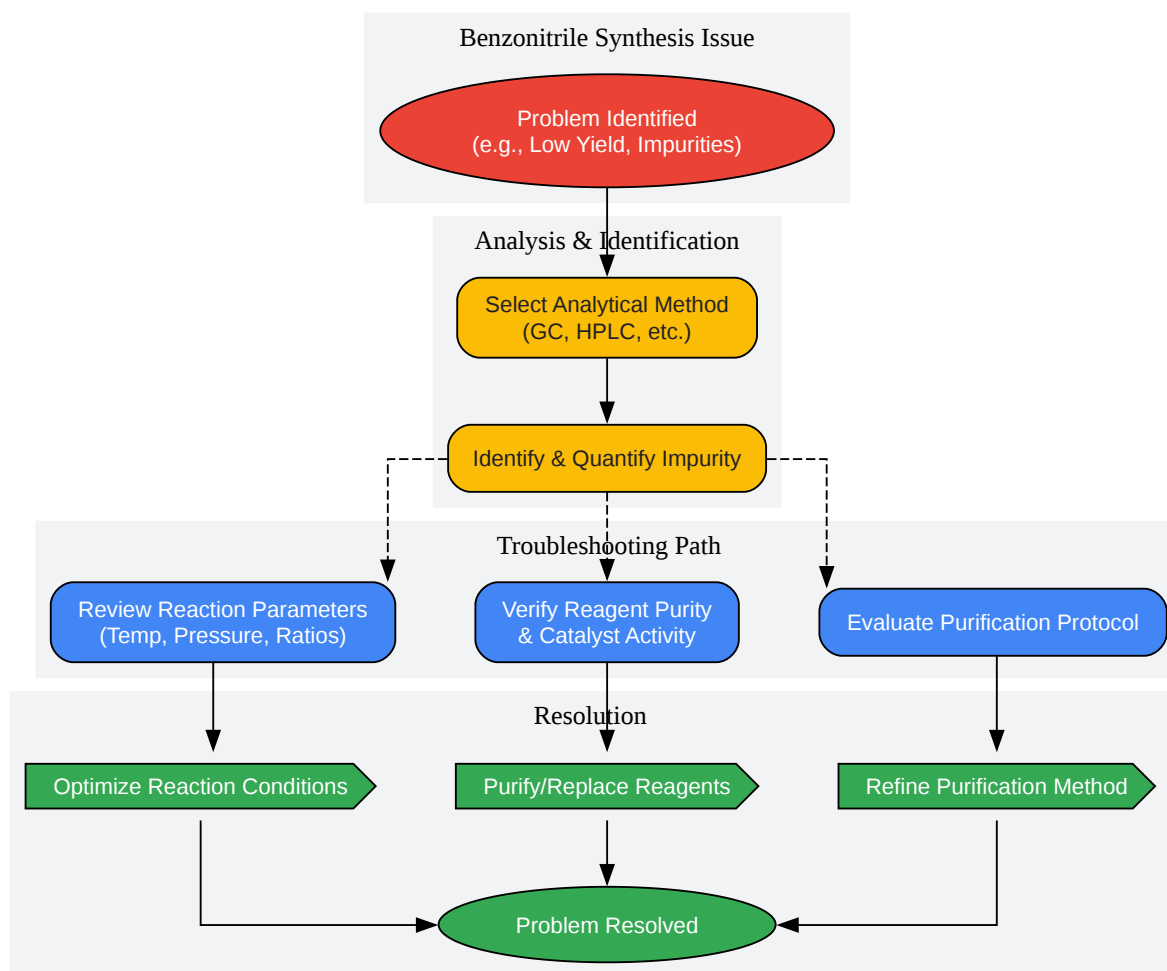 Benzonitrile Synthesis Issue
Problem Identified
(e.g., Low Yield, Impurities)
Analysis & Identification
Select Analytical Method
(GC, HPLC, etc.)
Identify & Quantify Impurity
Troubleshooting Path
Review Reaction Parameters
(Temp, Pressure, Ratios)
Verify Reagent Purity
& Catalyst Activity
Evaluate Purification Protocol
Resolution
Optimize Reaction Conditions
Purify/Replace Reagents
Refine Purification Method
Problem Resolved